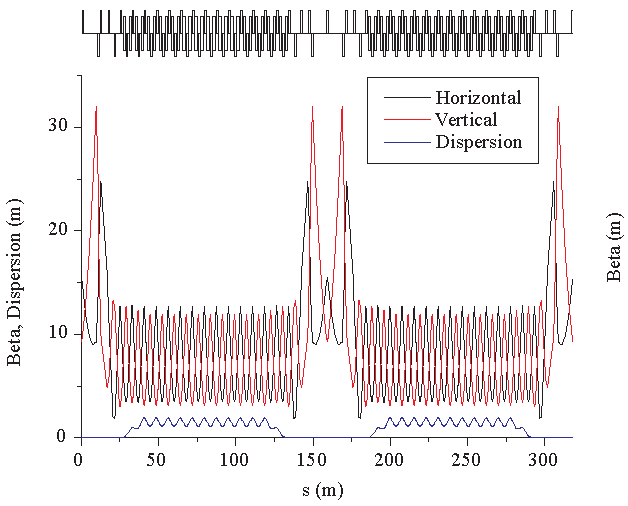 Horizontal
Vertical
Dispersion
30
20
10
0
Beta, Dispersion (m)
Beta (m)
0
50
100
150
200
250
300
s (m)